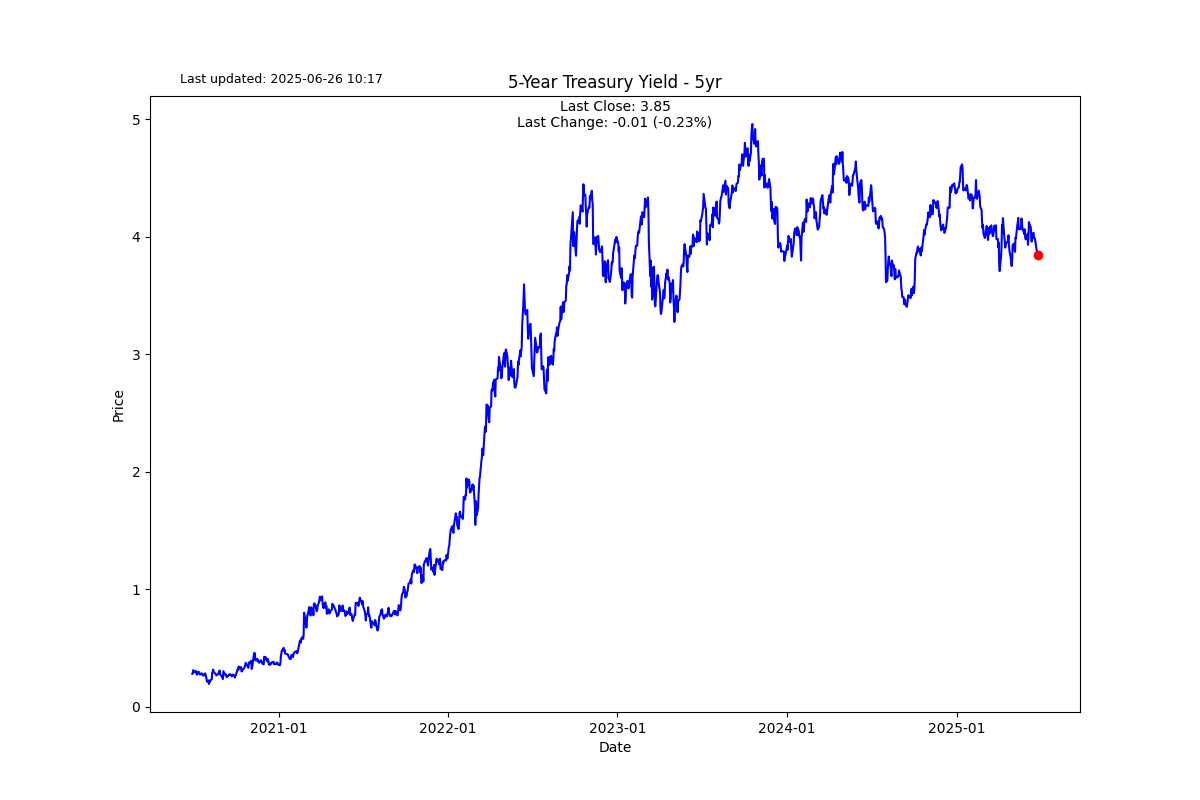 Last updated: 2025-06-26 10:17
5-Year Treasury Yield - 5yr
Last Close: 3.85
Last Change: -0.01 (-0.23%)
5
4
3
2
1
0
Price
2021-01
2022-01
2023-01
2024-01
2025-01
Date